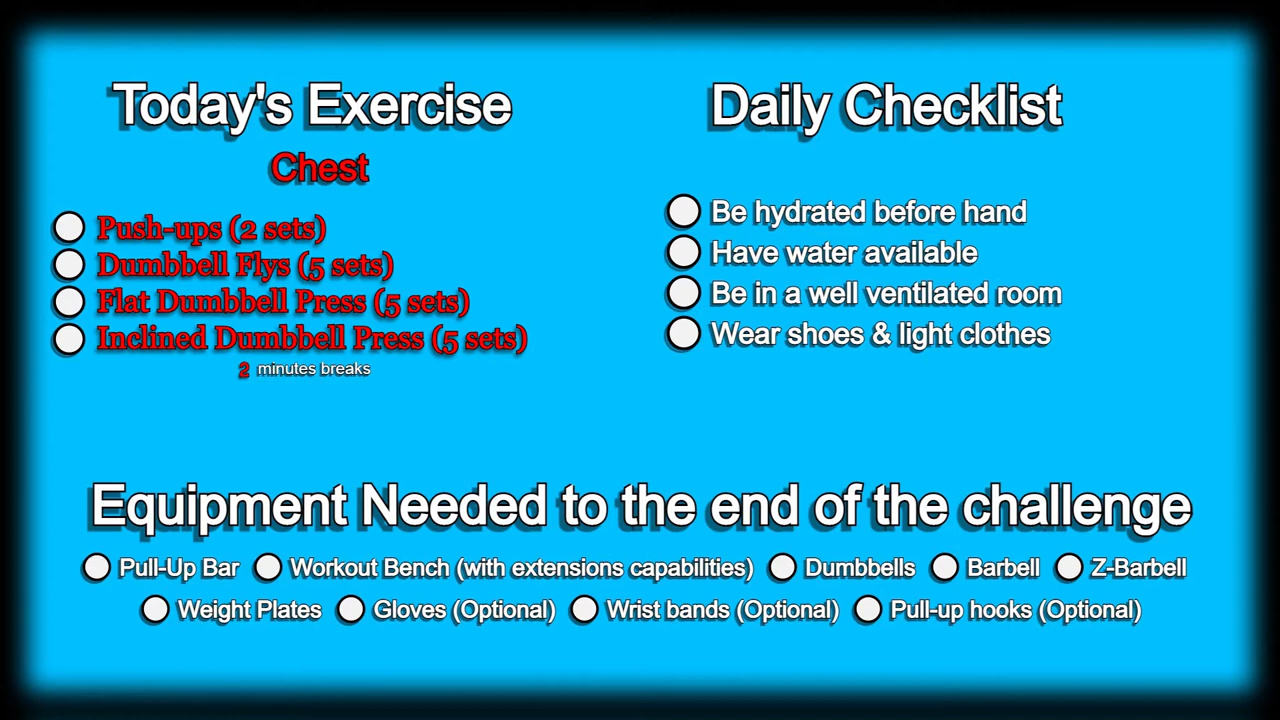 Today's Exercise
Chest
Push-ups (2 sets)
Dumbbell Flys (5 sets)
Flat Dumbbell Press (5 sets)
Inclined Dumbbell Press (5 sets)
2 minutes breaks
Daily Checklist
Be hydrated before hand
Have water available
Be in a well ventilated room
Wear shoes & light clothes
Equipment Needed to the end of the challenge
Pull-Up Bar Workout Bench (with extensions capabilities) Dumbbells Barbell Z-Barbell
Weight Plates Gloves (Optional) Wrist bands (Optional) Pull-up hooks (Optional)